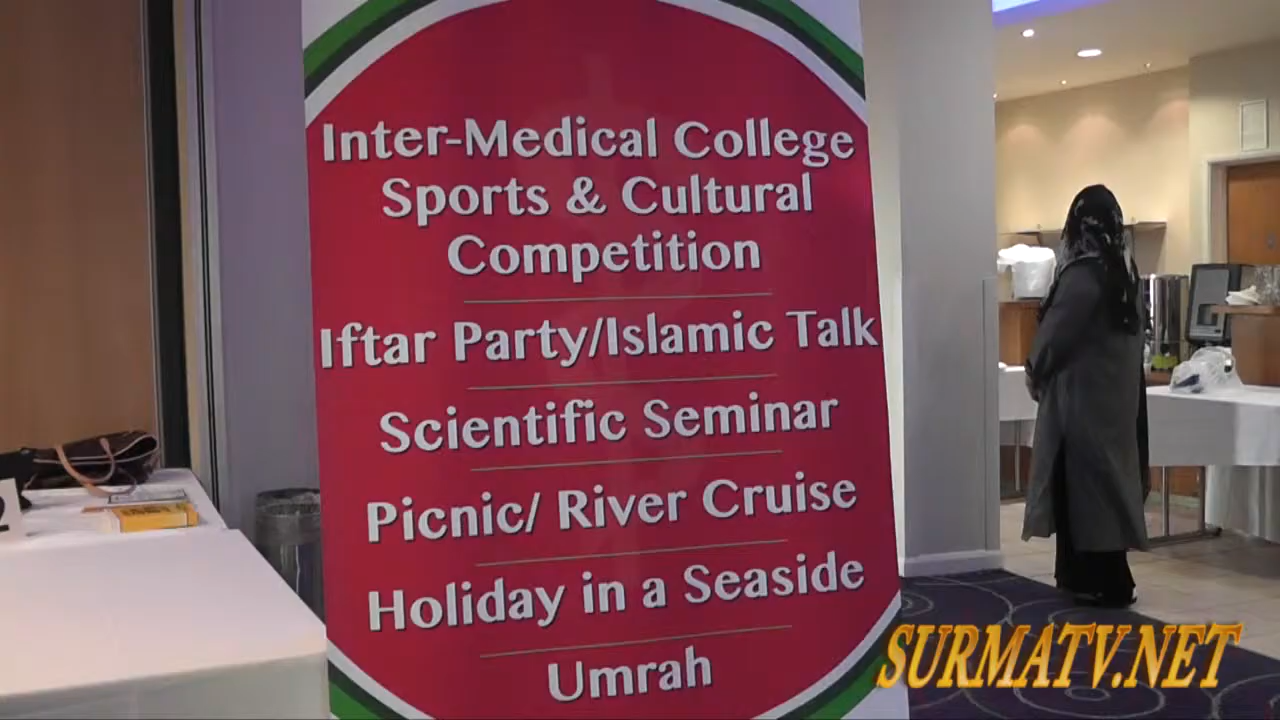 Inter-Medical College
Sports & Cultural
Competition
Iftar Party/Islamic Talk
Scientific Seminar
Picnic/ River Cruise
Holiday in a Seaside
Umrah
2
SURMATV.NET